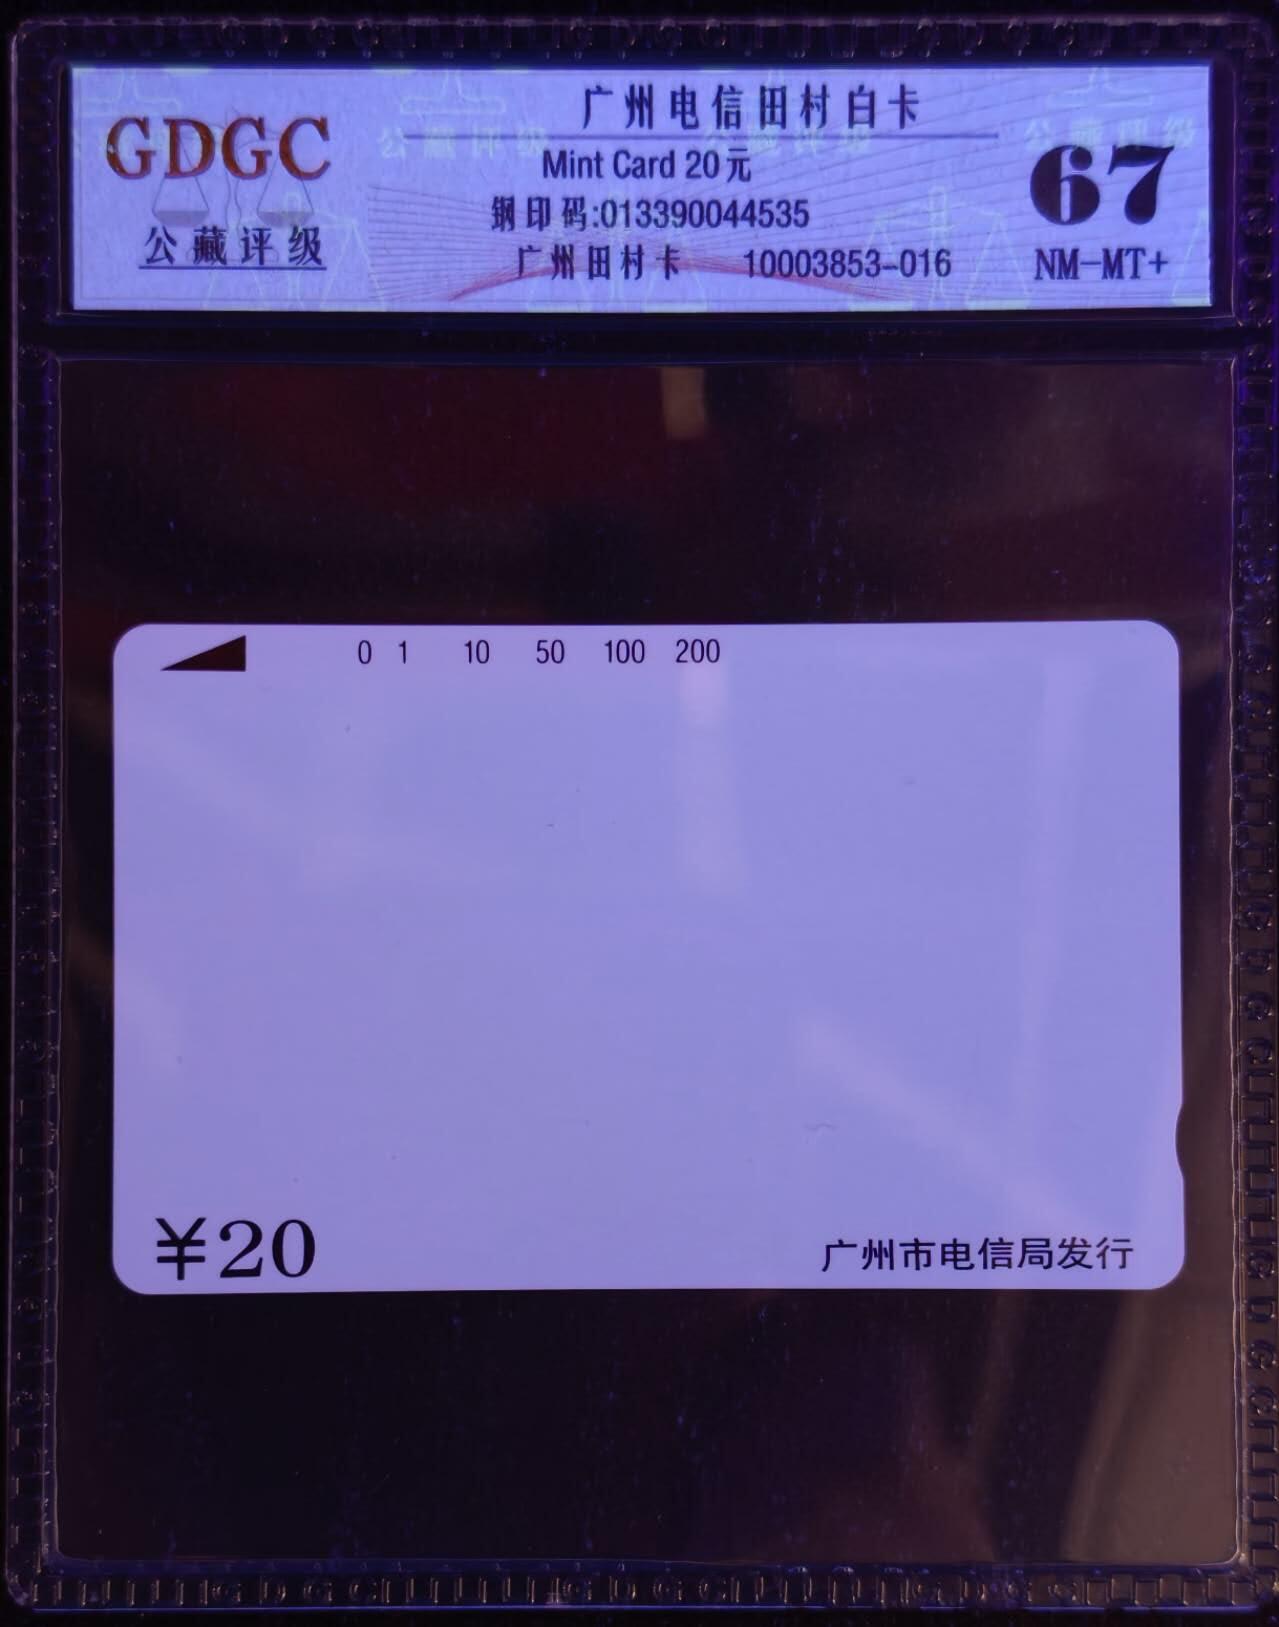 GDGC
公藏评级
广州电信田村白卡
Mint Card 20元
钢印码:013390044535
广州田村卡 10003853-016
67
NM-MT+
0 1 10 50 100 200
¥20
广州市电信局发行